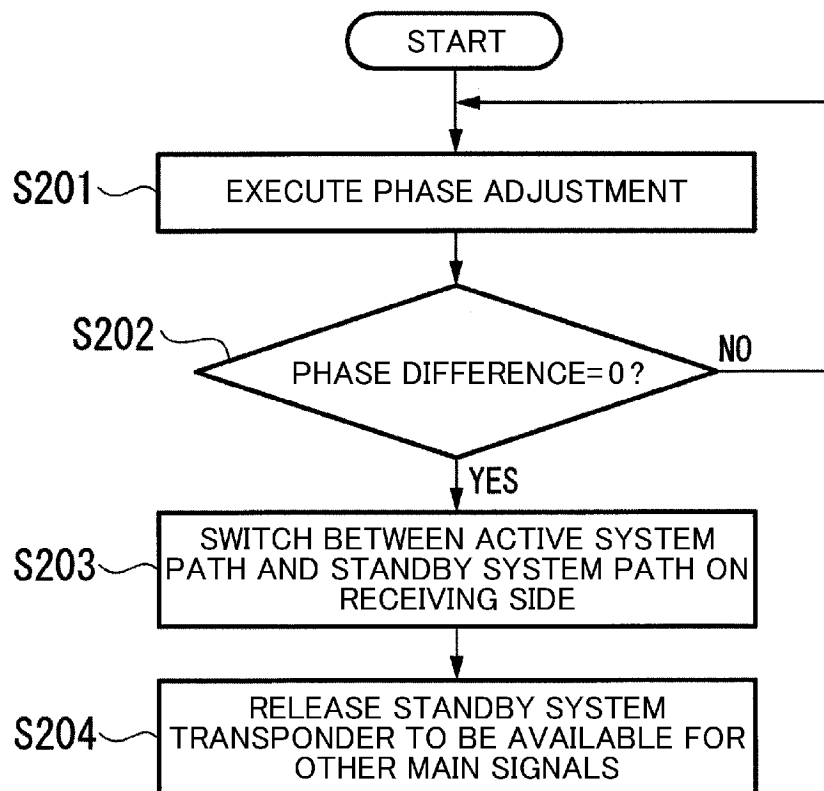 START
S201
EXECUTE PHASE ADJUSTMENT
S202
PHASE DIFFERENCE=0?
NO
YES
S203
SWITCH BETWEEN ACTIVE SYSTEM
PATH AND STANDBY SYSTEM PATH ON
RECEIVING SIDE
S204
RELEASE STANDBY SYSTEM
TRANSPONDER TO BE AVAILABLE FOR
OTHER MAIN SIGNALS